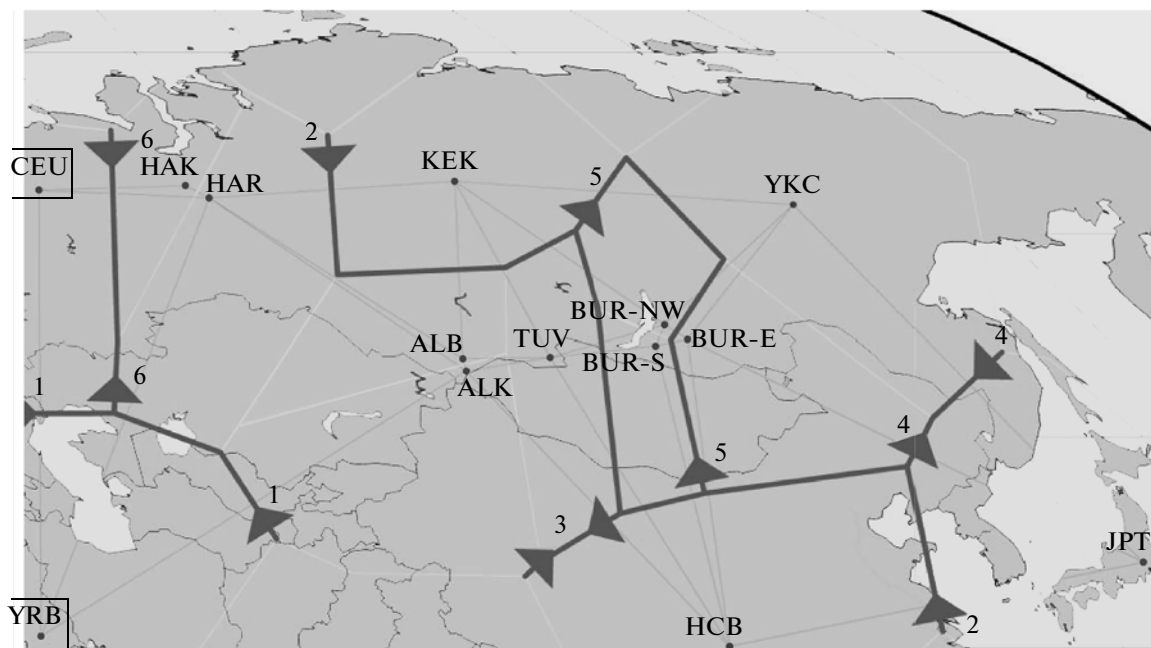 2
6
CEU
HAK
HAR
KEK
5
YKC
BUR-NW
BUR-E
BUR-S
TUV
ALB
ALK
4
1
6
4
5
1
3
JPT
YRB
HCB
2